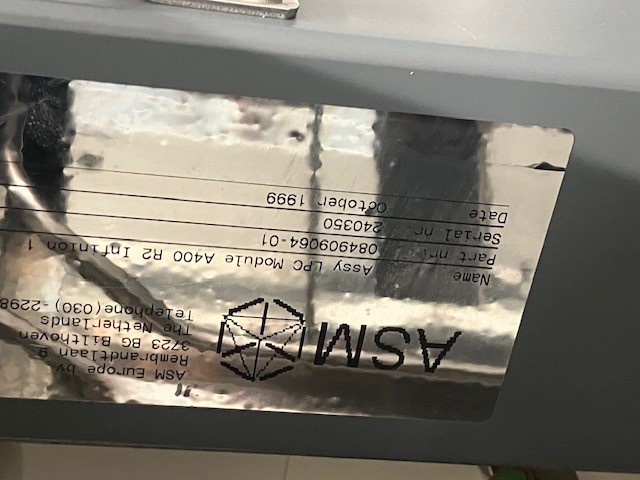 ASM
ASM Europe bv
Rembrandtlaan 9
3723 BG Bilthoven
The Netherlands
Telephone(030)-2298
Name Assy LPC Module A400 R2 Infinion 1
Part nr. 084909064-01
Serial nr. 240350
Date October 1999